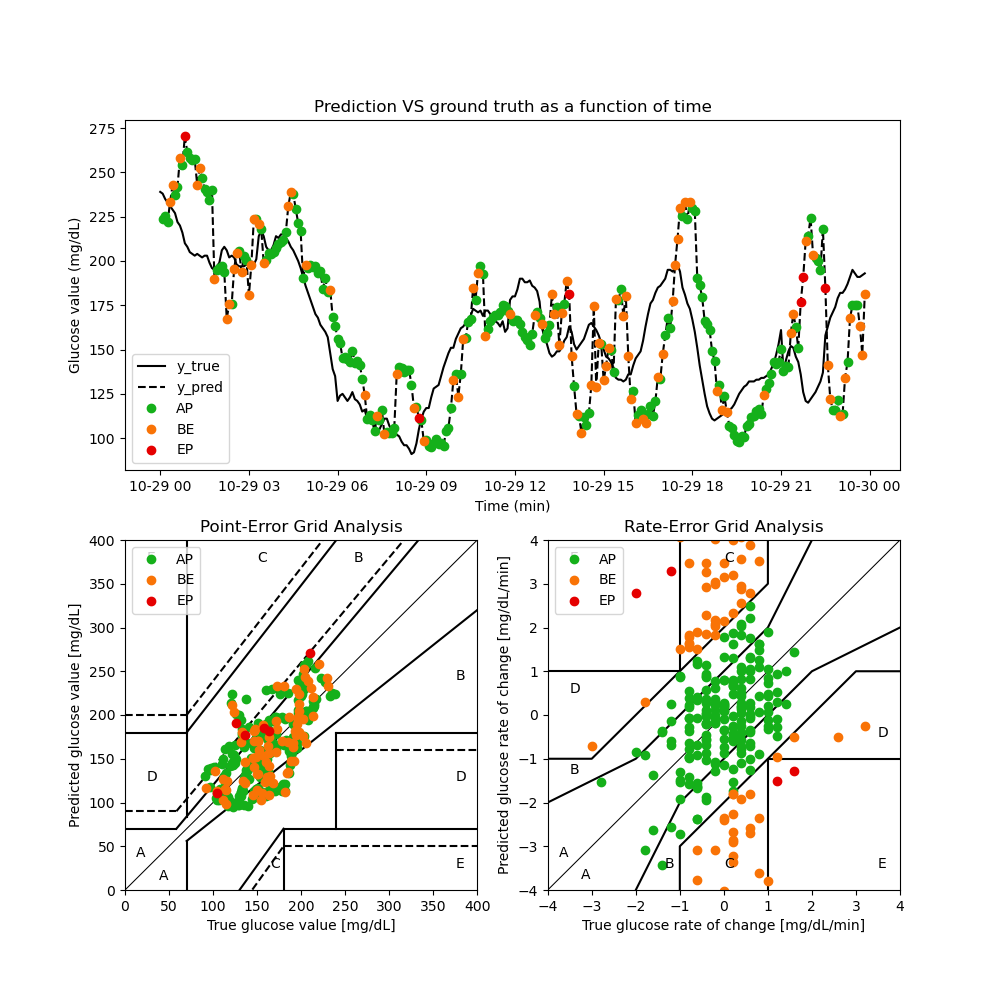 Prediction VS ground truth as a function of time
275
250
225
200
175
150
125
100
Glucose value (mg/dL)
y_true
y_pred
AP
BE
EP
10-29 00 10-29 03 10-29 06 10-29 09 10-29 12 10-29 15 10-29 18 10-29 21 10-30 00
Time (min)
Point-Error Grid Analysis
400
350
300
250
200
150
100
50
0
Predicted glucose value [mg/dL]
AP
BE
EP
C
B
B
D
D
A
A
C
E
0 50 100 150 200 250 300 350 400
True glucose value [mg/dL]
Rate-Error Grid Analysis
4
3
2
1
0
−1
−2
−3
−4
Predicted glucose rate of change [mg/dL/min]
AP
BE
EP
C
D
D
B
A
A
B
C
E
−4 −3 −2 −1 0 1 2 3 4
True glucose rate of change [mg/dL/min]